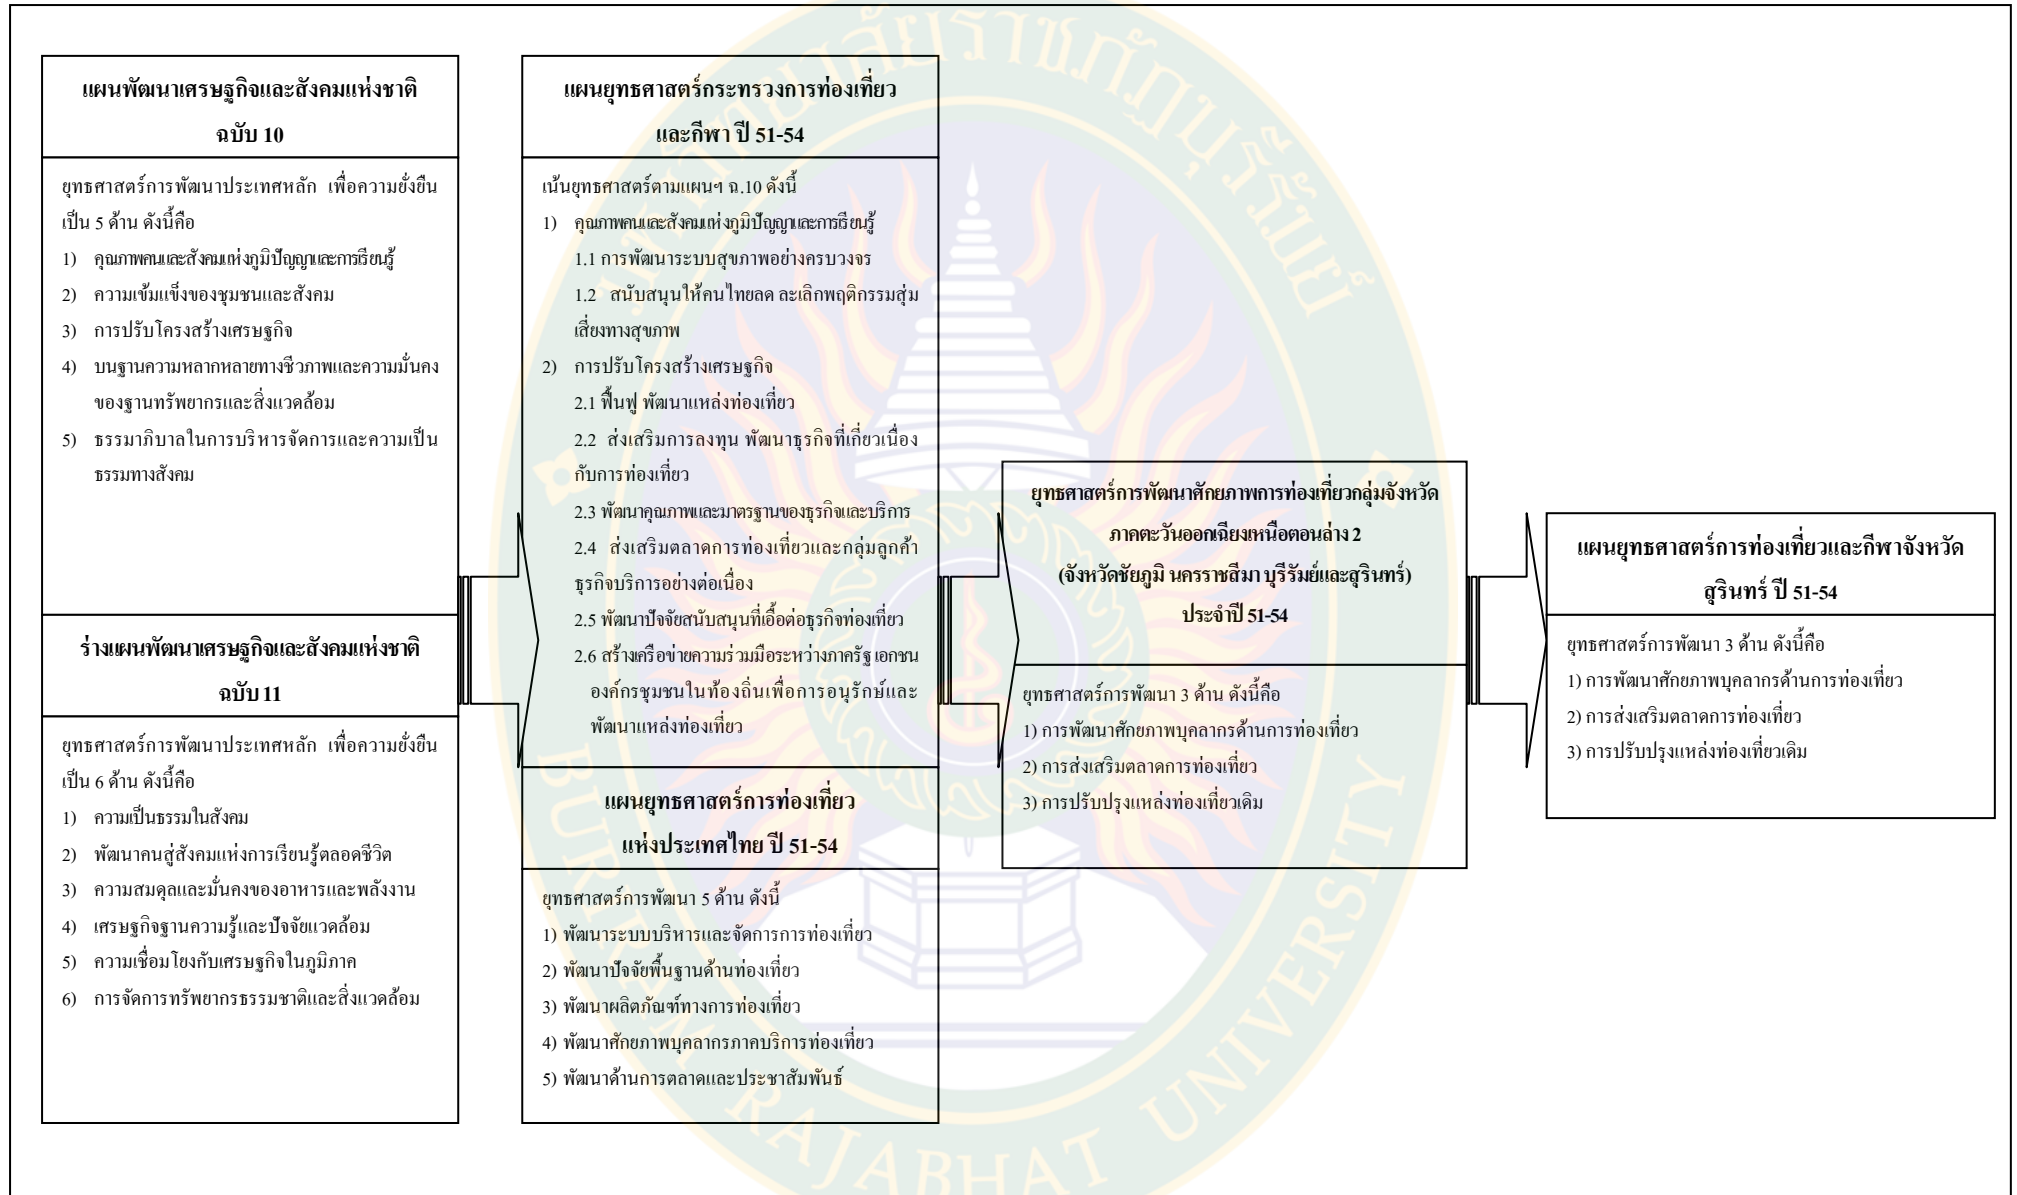 แผนพัฒนาเศรษฐกิจและสังคมแห่งชาติ
ฉบับ 10
ยุทธศาสตร์การพัฒนาประเทศหลัก เพื่อความยั่งยืน
เป็น 5 ด้าน ดังนี้คือ
1) คุณภาพคนและสังคมแห่งภูมิปัญญาและการเรียนรู้
2) ความเข้มแข็งของชุมชนและสังคม
3) การปรับโครงสร้างเศรษฐกิจ
4) บนฐานความหลากหลายทางชีวภาพและความมั่นคง
ของฐานทรัพยากรและสิ่งแวดล้อม
5) ธรรมาภิบาลในการบริหารจัดการและความเป็น
ธรรมทางสังคม
ร่างแผนพัฒนาเศรษฐกิจและสังคมแห่งชาติ
ฉบับ 11
ยุทธศาสตร์การพัฒนาประเทศหลัก เพื่อความยั่งยืน
เป็น 6 ด้าน ดังนี้คือ
1) ความเป็นธรรมในสังคม
2) พัฒนาคนสู่สังคมแห่งการเรียนรู้ตลอดชีวิต
3) ความสมดุลและมั่นคงของอาหารและพลังงาน
4) เศรษฐกิจฐานความรู้และปัจจัยแวดล้อม
5) ความเชื่อมโยงกับเศรษฐกิจในภูมิภาค
6) การจัดการทรัพยากรธรรมชาติและสิ่งแวดล้อม
แผนยุทธศาสตร์กระทรวงการท่องเที่ยว
และกีฬา ปี 51-54
เน้นยุทธศาสตร์ตามแผนฯ ฉ.10 ดังนี้
1) คุณภาพคนและสังคมแห่งภูมิปัญญาและการเรียนรู้
1.1 การพัฒนาระบบสุขภาพอย่างครบวงจร
1.2 สนับสนุนให้คนไทยลด ละเลิกพฤติกรรมสุ่ม
เสี่ยงทางสุขภาพ
2) การปรับโครงสร้างเศรษฐกิจ
2.1 ฟื้นฟู พัฒนาแหล่งท่องเที่ยว
2.2 ส่งเสริมการลงทุน พัฒนาธุรกิจที่เกี่ยวเนื่อง
กับการท่องเที่ยว
2.3 พัฒนาคุณภาพและมาตรฐานของธุรกิจและบริการ
2.4 ส่งเสริมตลาดการท่องเที่ยวและกลุ่มลูกค้า
ธุรกิจบริการอย่างต่อเนื่อง
2.5 พัฒนาปัจจัยสนับสนุนที่เอื้อต่อธุรกิจท่องเที่ยว
2.6 สร้างเครือข่ายความร่วมมือระหว่างภาครัฐ เอกชน
องค์กรชุมชนในท้องถิ่นเพื่อการอนุรักษ์และ
พัฒนาแหล่งท่องเที่ยว
แผนยุทธศาสตร์การท่องเที่ยว
แห่งประเทศไทย ปี 51-54
ยุทธศาสตร์การพัฒนา 5 ด้าน ดังนี้
1) พัฒนาระบบบริหารและจัดการการท่องเที่ยว
2) พัฒนาปัจจัยพื้นฐานด้านท่องเที่ยว
3) พัฒนาผลิตภัณฑ์ทางการท่องเที่ยว
4) พัฒนาศักยภาพบุคลากรภาคบริการท่องเที่ยว
5) พัฒนาด้านการตลาดและประชาสัมพันธ์
ยุทธศาสตร์การพัฒนาศักยภาพการท่องเที่ยวกลุ่มจังหวัด
ภาคตะวันออกเฉียงเหนือตอนล่าง 2
(จังหวัดชัยภูมิ นครราชสีมา บุรีรัมย์และสุรินทร์)
ประจำปี 51-54
ยุทธศาสตร์การพัฒนา 3 ด้าน ดังนี้คือ
1) การพัฒนาศักยภาพบุคลากรด้านการท่องเที่ยว
2) การส่งเสริมตลาดการท่องเที่ยว
3) การปรับปรุงแหล่งท่องเที่ยวเดิม
แผนยุทธศาสตร์การท่องเที่ยวและกีฬาจังหวัด
สุรินทร์ ปี 51-54
ยุทธศาสตร์การพัฒนา 3 ด้าน ดังนี้คือ
1) การพัฒนาศักยภาพบุคลากรด้านการท่องเที่ยว
2) การส่งเสริมตลาดการท่องเที่ยว
3) การปรับปรุงแหล่งท่องเที่ยวเดิม
มหาวิทยาลัยราชภัฏบุรีรัมย์
BURIRAM RAJABHAT UNIVERSITY